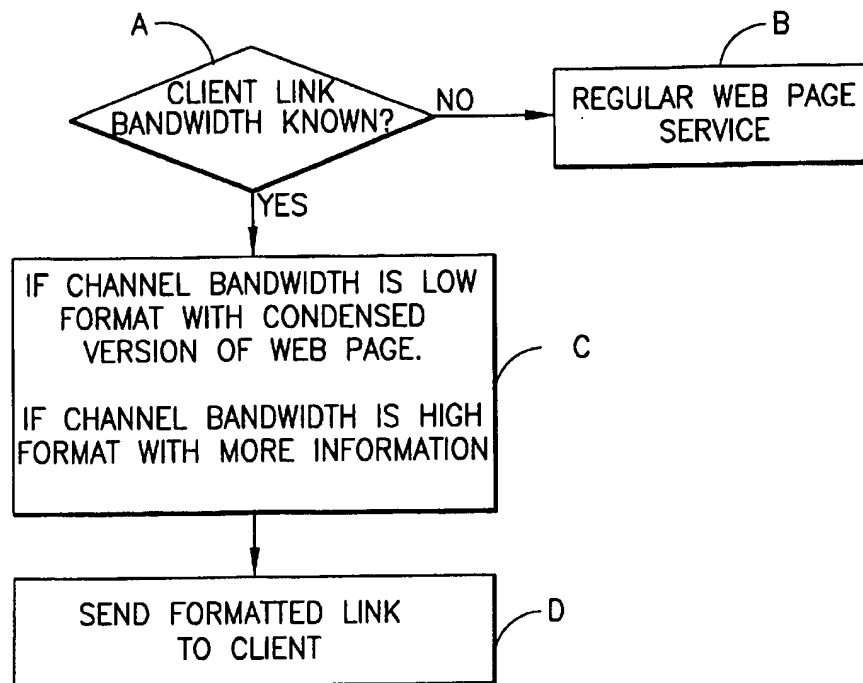 A
B
CLIENT LINK
BANDWIDTH KNOWN?
NO
REGULAR WEB PAGE
SERVICE
YES
IF CHANNEL BANDWIDTH IS LOW
FORMAT WITH CONDENSED
VERSION OF WEB PAGE.
IF CHANNEL BANDWIDTH IS HIGH
FORMAT WITH MORE INFORMATION
C
SEND FORMATTED LINK
TO CLIENT
D